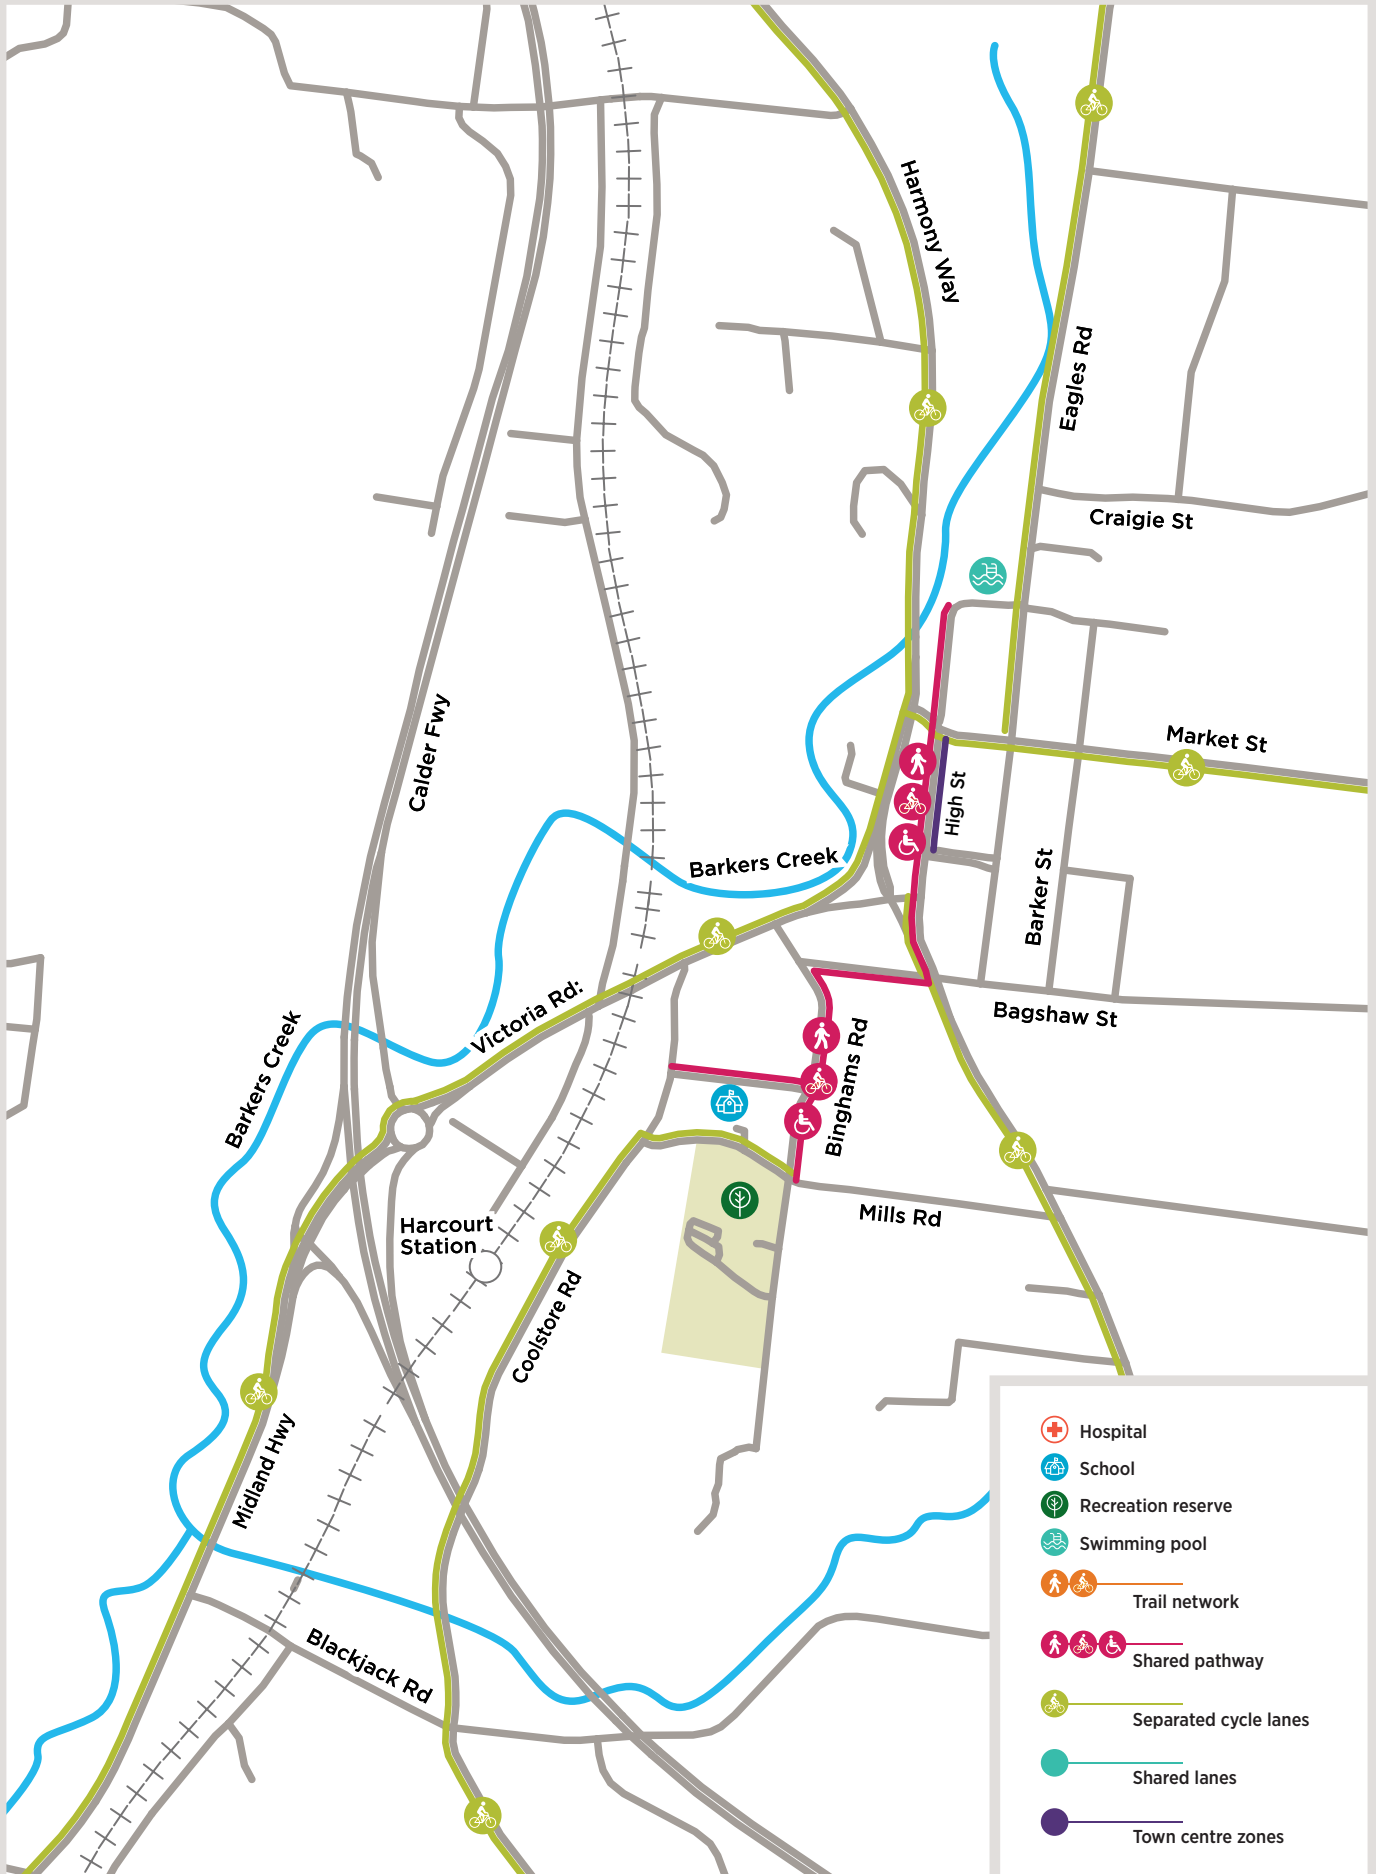 Harmony Way
Eagles Rd
Craigie St
Calder Fwy
Market St
High St
Barkers Creek
Barker St
Victoria Rd:
Bagshaw St
Barkers Creek
Binghams Rd
Harcourt
Station
Mills Rd
Coolstore Rd
Midland Hwy
Blackjack Rd
Hospital
School
Recreation reserve
Swimming pool
Trail network
Shared pathway
Separated cycle lanes
Shared lanes
Town centre zones